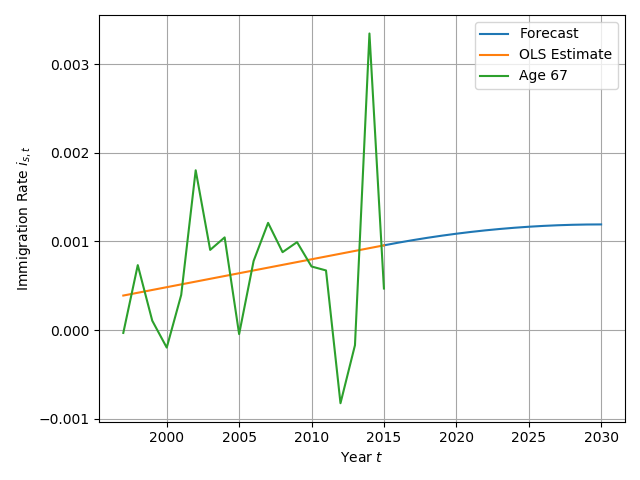 Forecast
OLS Estimate
Age 67
0.003
0.002
0.001
0.000
−0.001
Immigration Rate i_{s,t}
2000 2005 2010 2015 2020 2025 2030
Year t